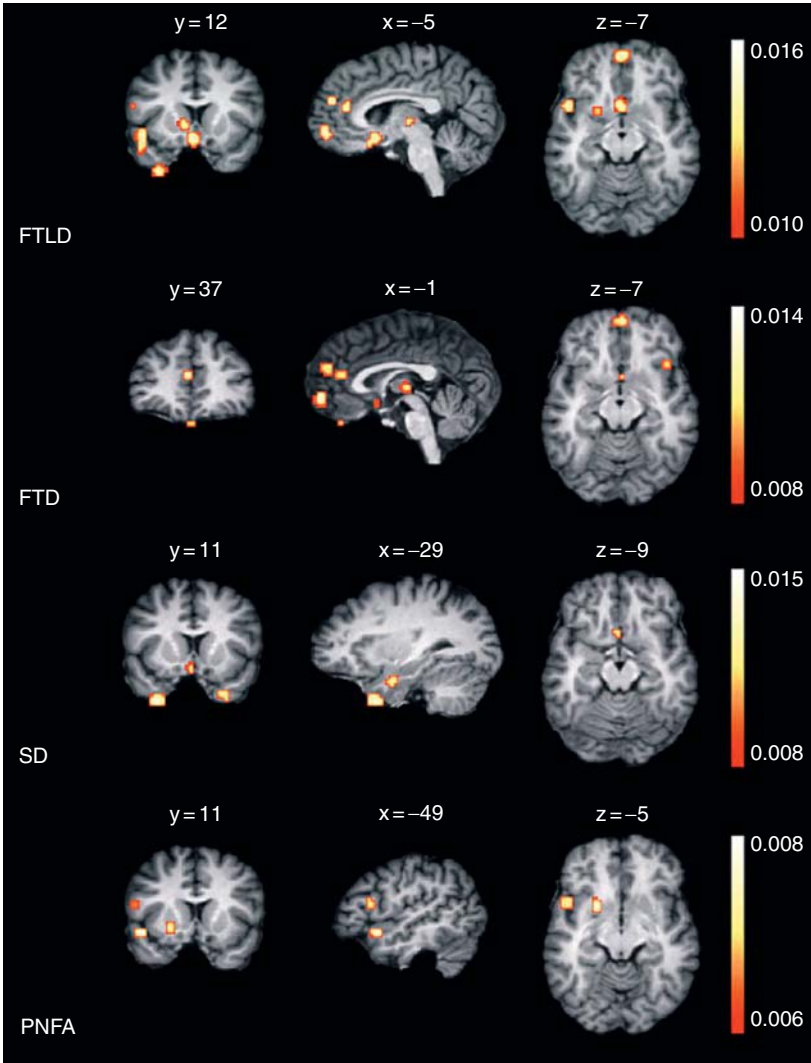 y = 12 x = –5 z = –7
0.016
0.010
FTLD
y = 37 x = –1 z = –7
0.014
0.008
FTD
y = 11 x = –29 z = –9
0.015
0.008
SD
y = 11 x = –49 z = –5
0.008
0.006
PNFA